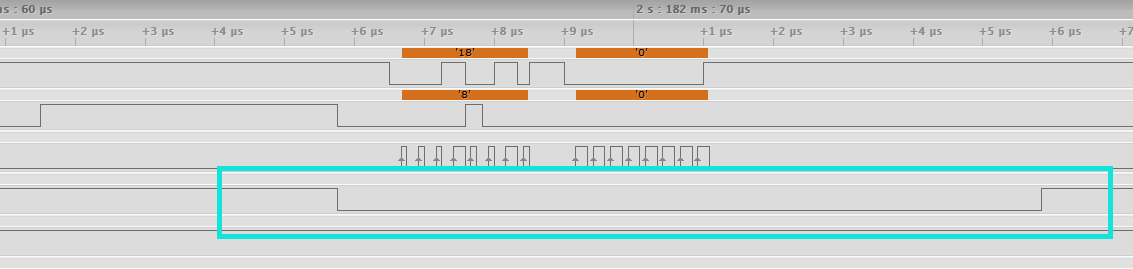 ms : 60 µs
2 s : 182 ms : 70 µs
+1 µs +2 µs +3 µs +4 µs +5 µs +6 µs +7 µs +8 µs +9 µs +1 µs +2 µs +3 µs +4 µs +5 µs +6 µs +7
'18' '0'
'8' '0'